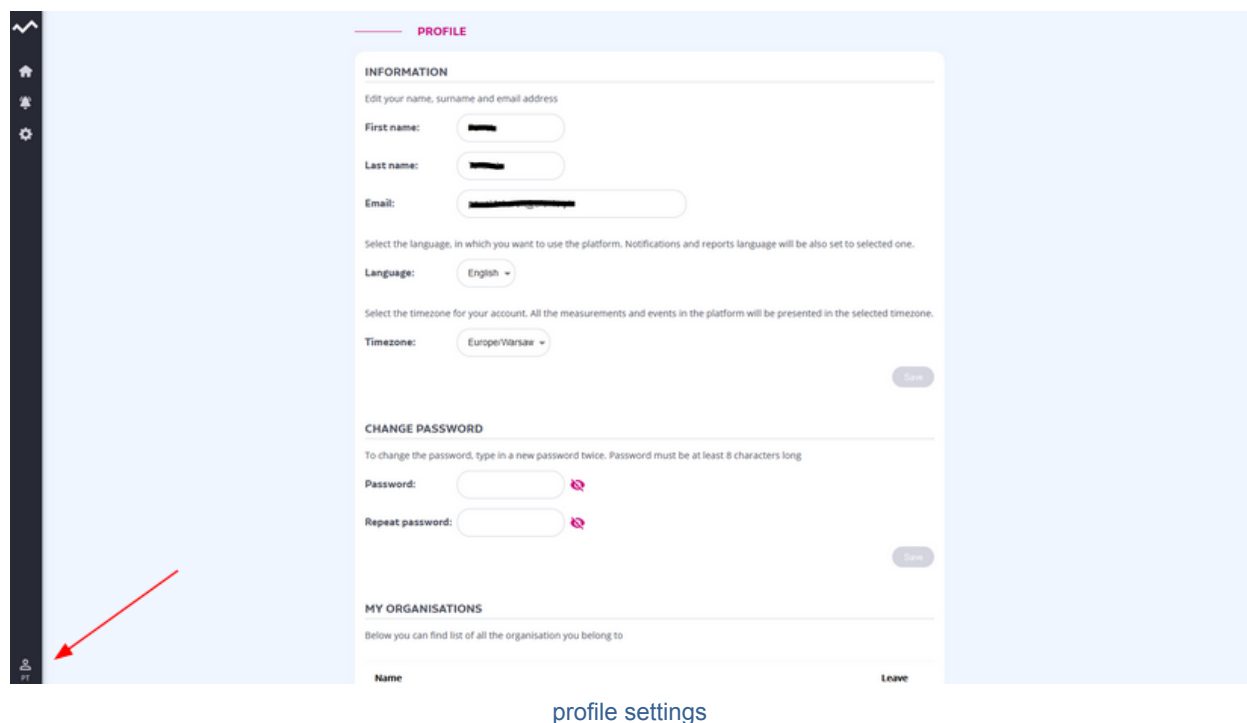 PROFILE
INFORMATION
Edit your name, surname and email address
First name:
Last name:
Email:
Select the language, in which you want to use the platform. Notifications and reports language will be also set to selected one.
Language: English
Select the timezone for your account. All the measurements and events in the platform will be presented in the selected timezone.
Timezone: Europe/Warsaw
Save
CHANGE PASSWORD
To change the password, type in a new password twice. Password must be at least 8 characters long
Password:
Repeat password:
Save
MY ORGANISATIONS
Below you can find list of all the organisation you belong to
PT
Name Leave
profile settings